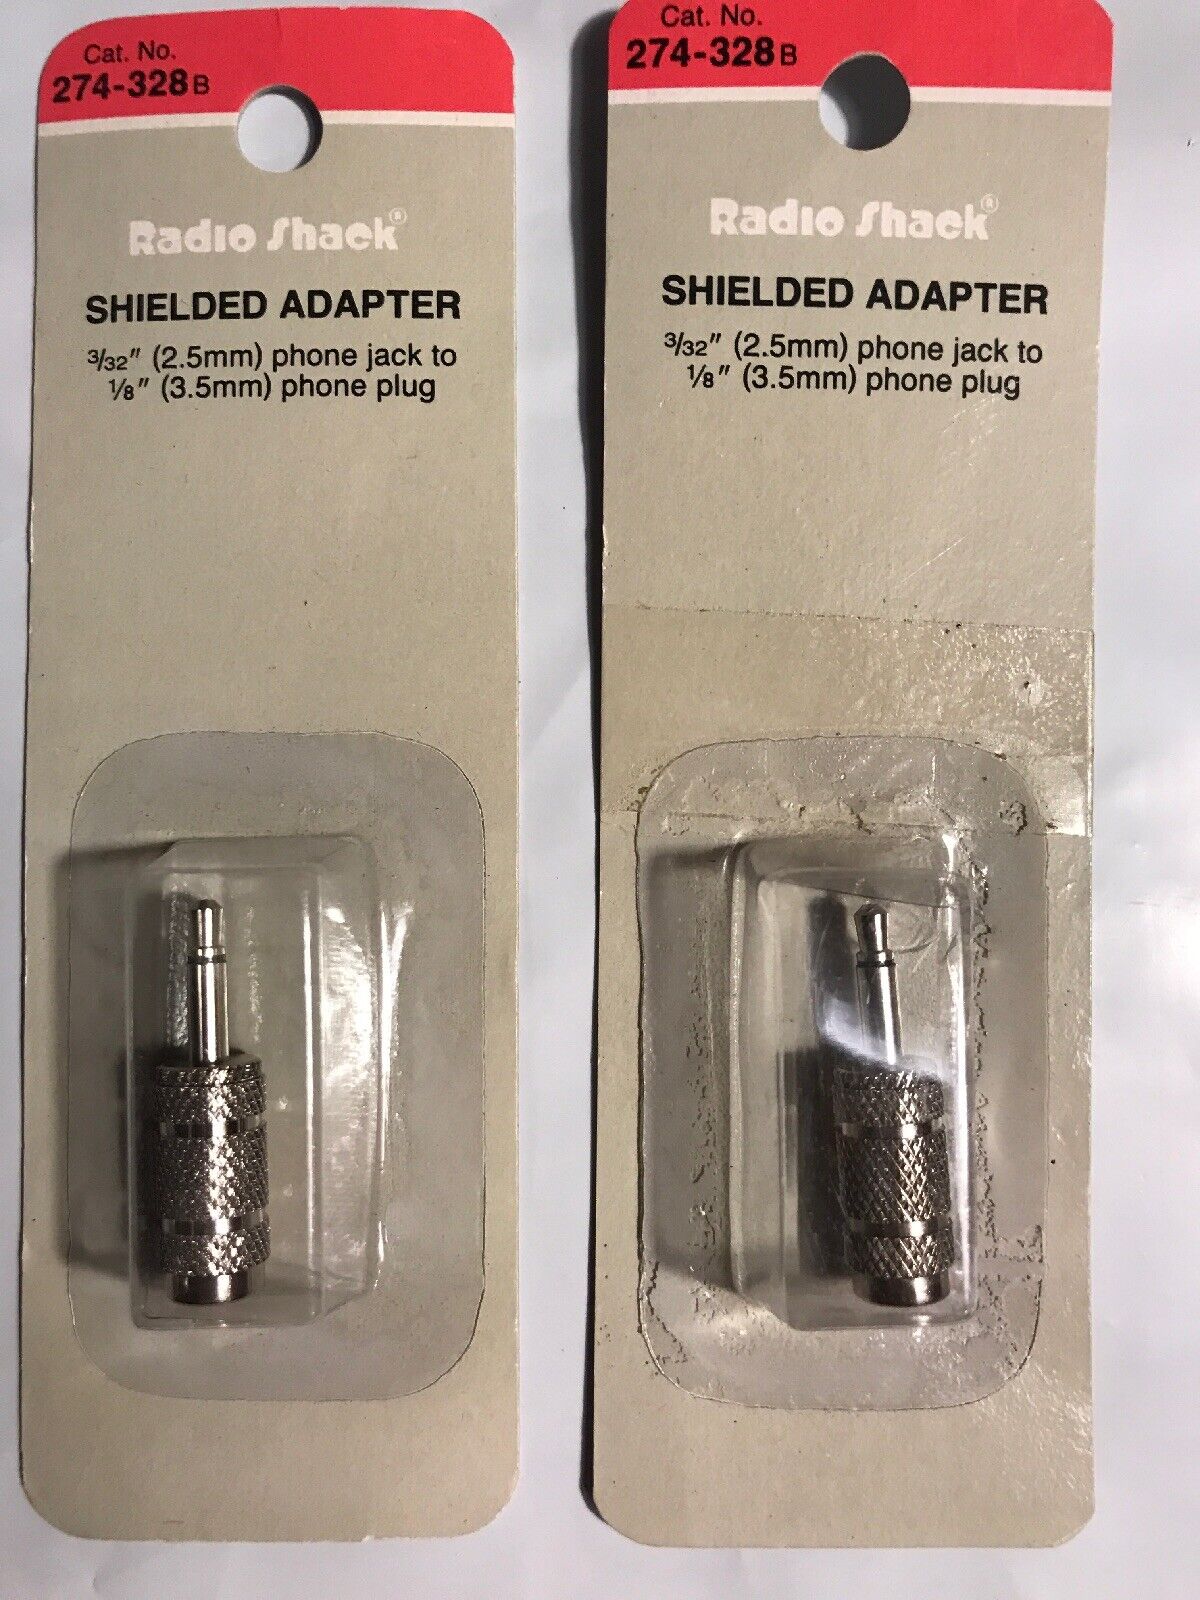 Cat. No.
274-328B
Radio Shack®
SHIELDED ADAPTER
3/32" (2.5mm) phone jack to
1/8" (3.5mm) phone plug
Cat. No.
274-328B
Radio Shack®
SHIELDED ADAPTER
3/32" (2.5mm) phone jack to
1/8" (3.5mm) phone plug